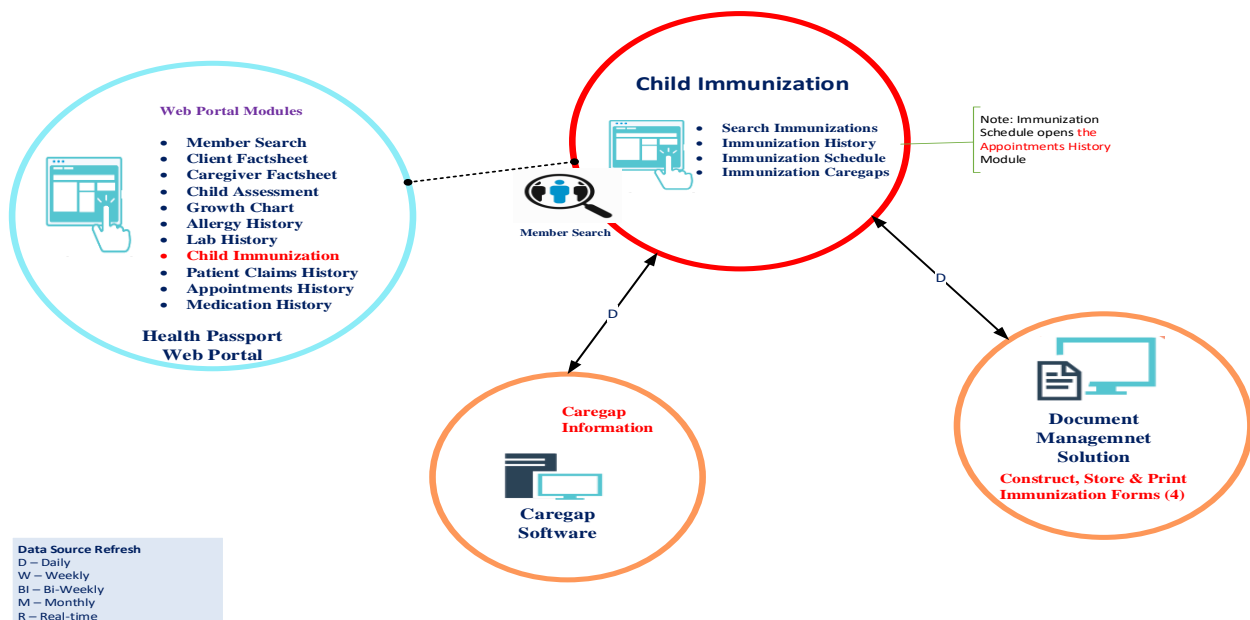 Web Portal Modules
• Member Search
• Client Factsheet
• Caregiver Factsheet
• Child Assessment
• Growth Chart
• Allergy History
• Lab History
• Child Immunization
• Patient Claims History
• Appointments History
• Medication History
Health Passport
Web Portal
Child Immunization
• Search Immunizations
• Immunization History
• Immunization Schedule
• Immunization Caregaps
Member Search
Note: Immunization
Schedule opens the
Appointments History
Module
D
D
Caregap
Information
Caregap
Software
Document
Managemnet
Solution
Construct, Store & Print
Immunization Forms (4)
Data Source Refresh
D – Daily
W – Weekly
BI – Bi-Weekly
M – Monthly
R – Real-time